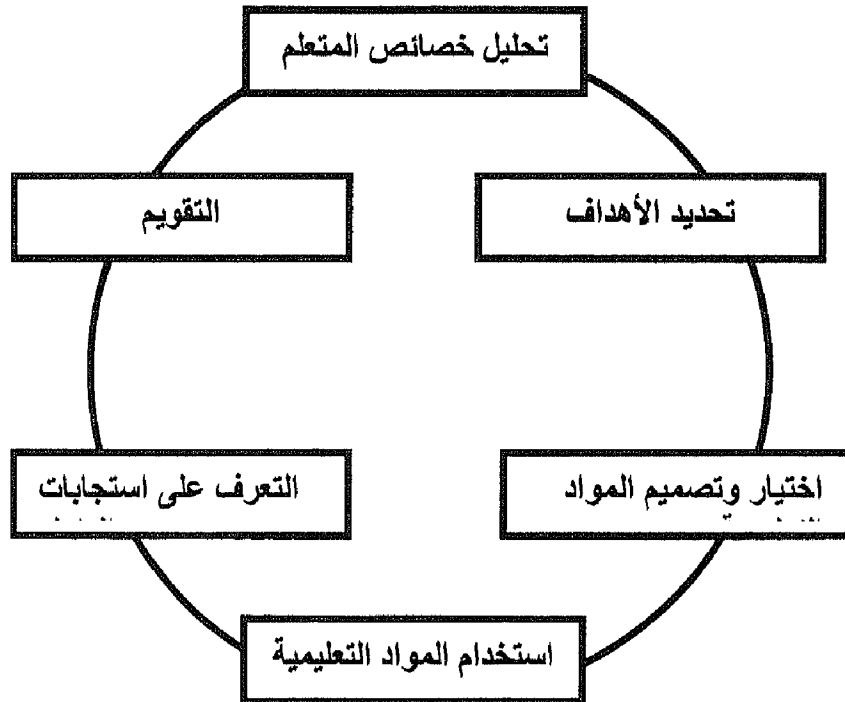 تحليل خصائص المتعلم
تحديد الأهداف
التقويم
اختيار وتصميم المواد
التعرف على استجابات
استخدام المواد التعليمية